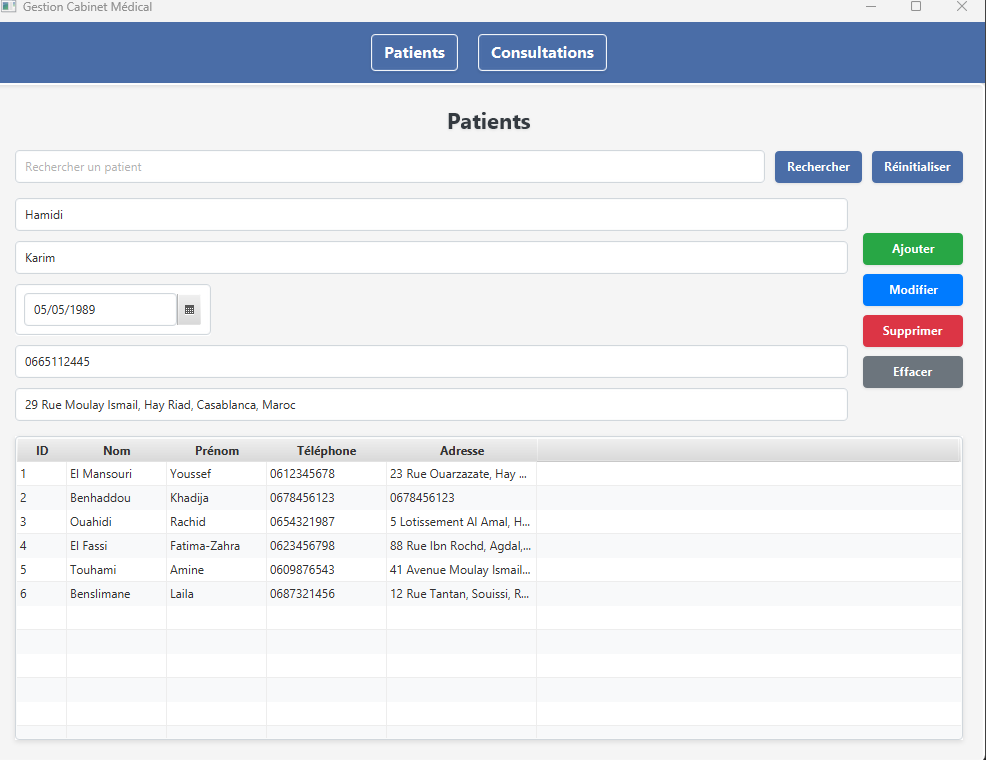 Gestion Cabinet Médical
Patients Consultations
Patients
Rechercher un patient Rechercher Réinitialiser
Hamidi
Karim
Ajouter
05/05/1989
Modifier
Supprimer
0665112445
Effacer
29 Rue Moulay Ismail, Hay Riad, Casablanca, Maroc
ID Nom Prénom Téléphone Adresse
1 El Mansouri Youssef 0612345678 23 Rue Ouarzazate, Hay ...
2 Benhaddou Khadija 0678456123 0678456123
3 Ouahidi Rachid 0654321987 5 Lotissement Al Amal, H...
4 El Fassi Fatima-Zahra 0623456798 88 Rue Ibn Rochd, Agdal,...
5 Touhami Amine 0609876543 41 Avenue Moulay Ismail...
6 Benslimane Laila 0687321456 12 Rue Tantan, Souissi, R...